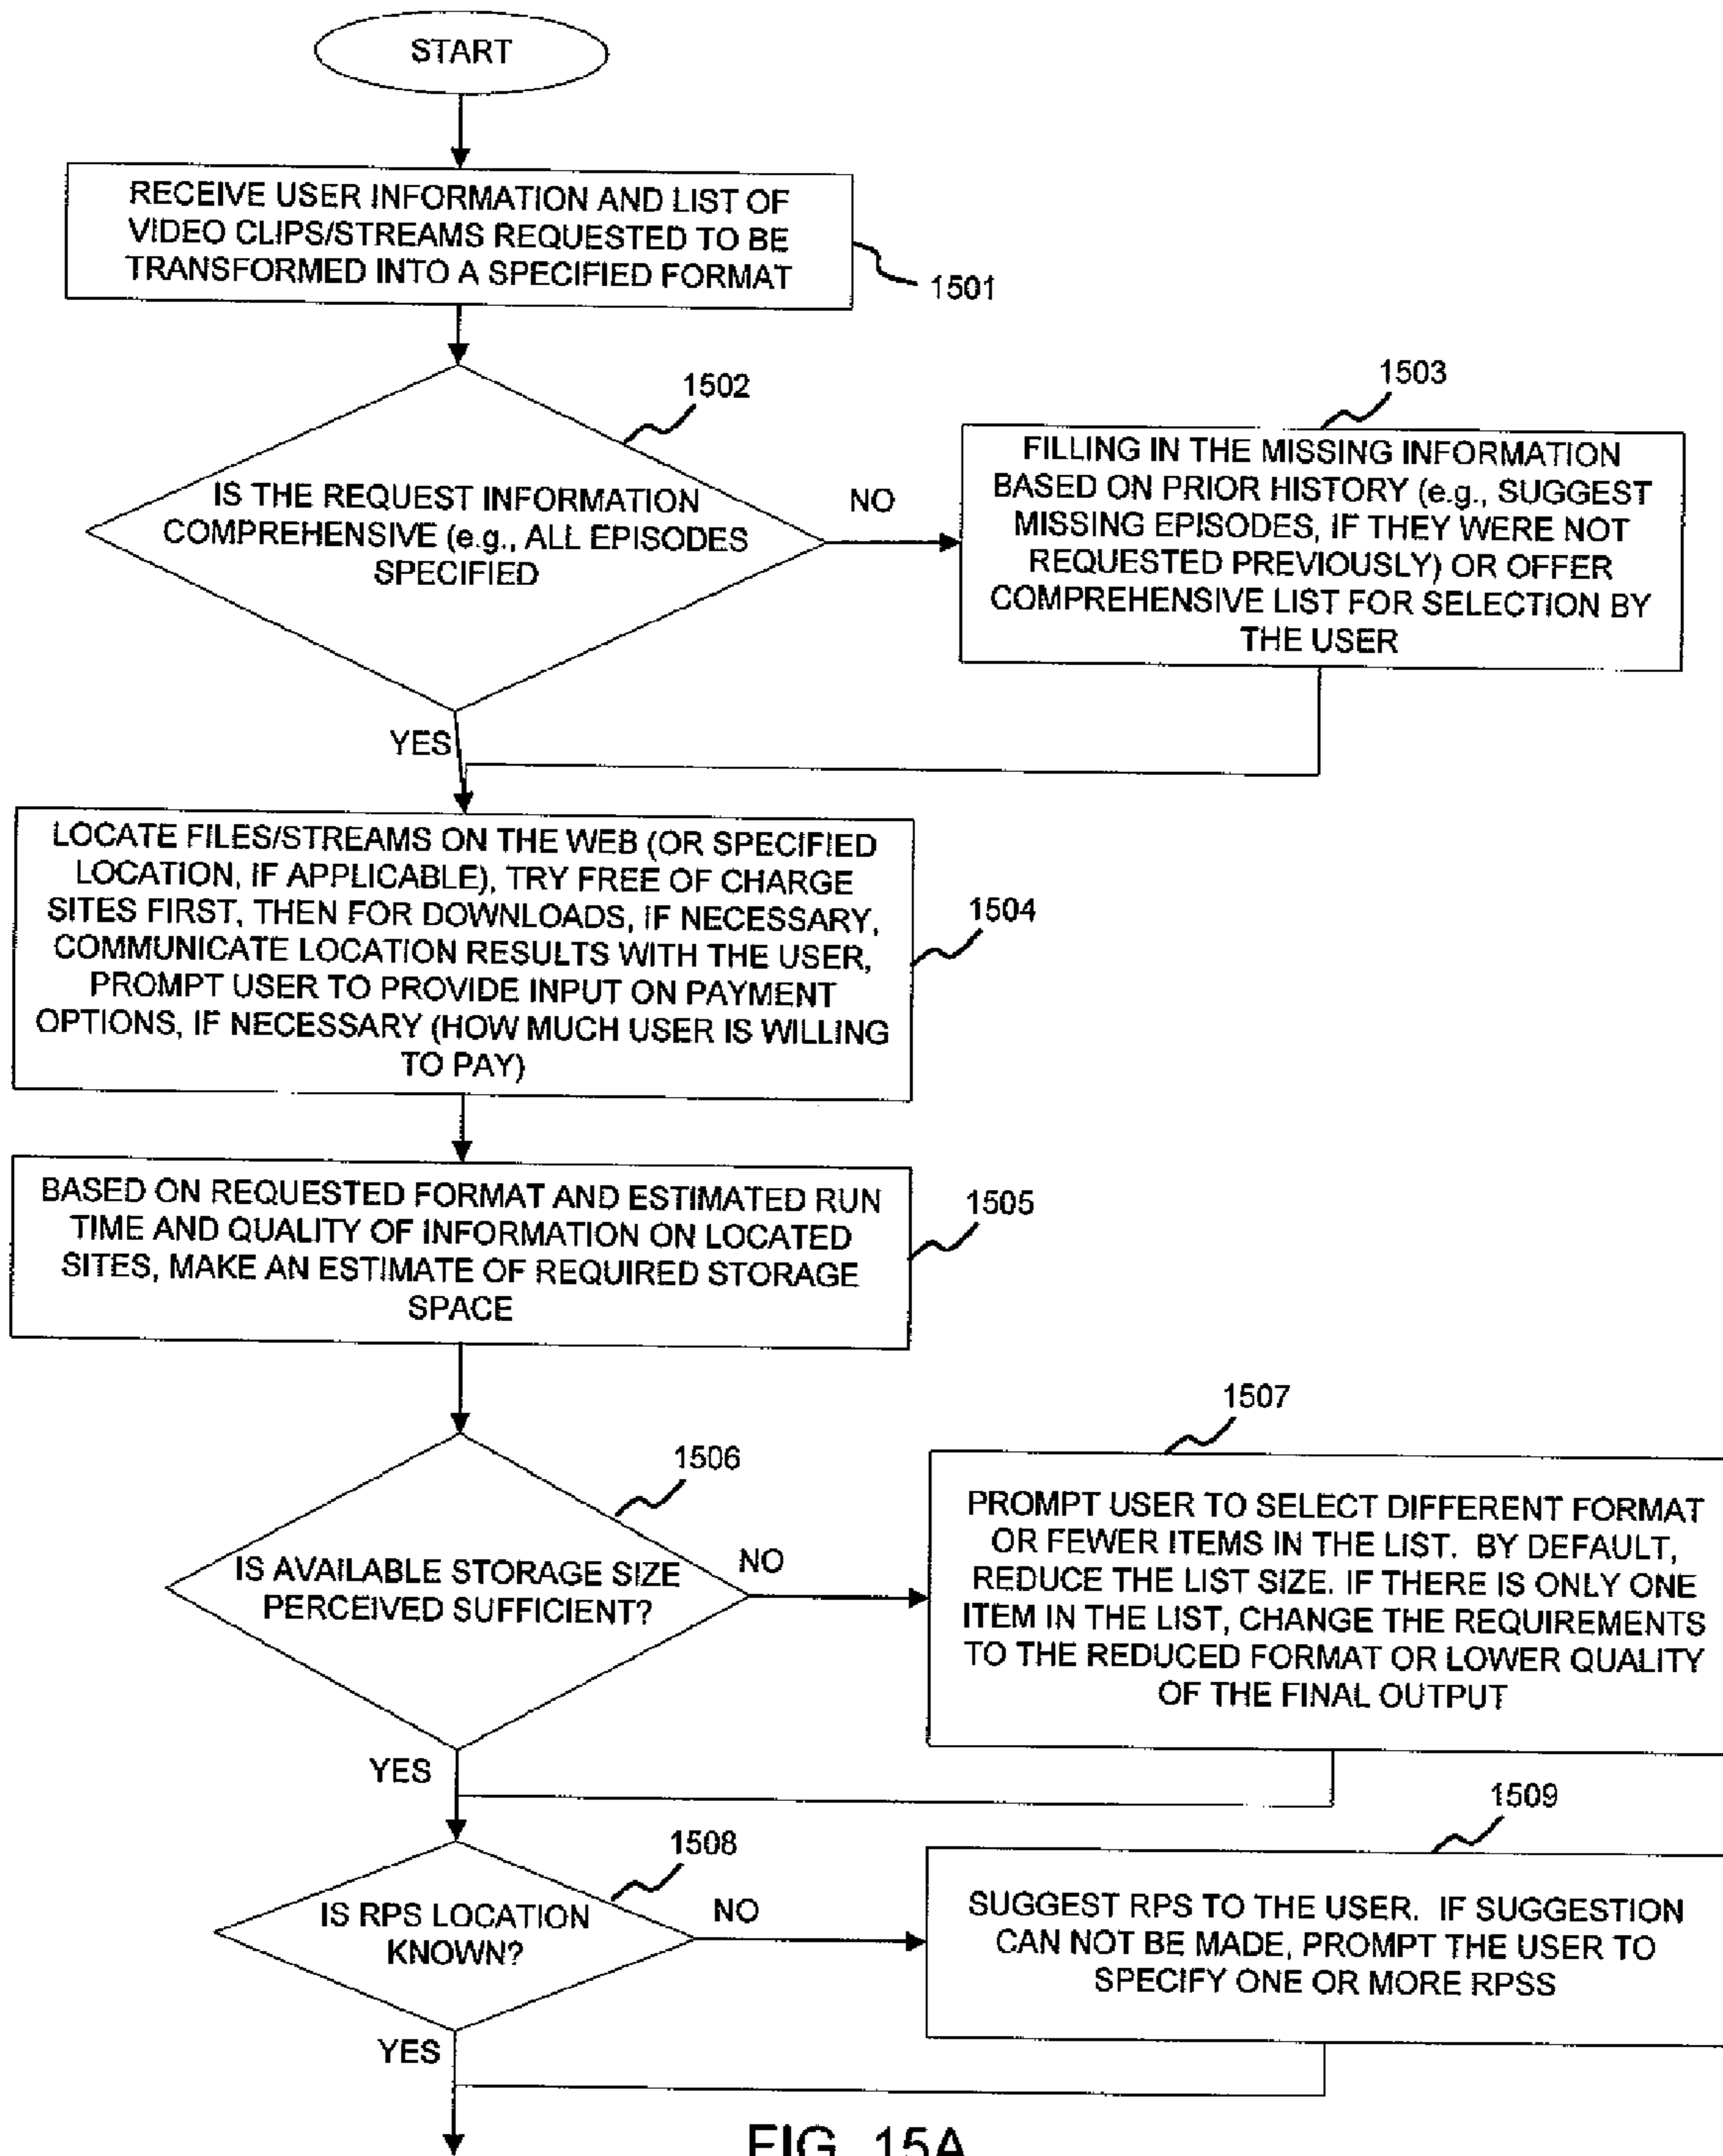 START
RECEIVE USER INFORMATION AND LIST OF
VIDEO CLIPS/STREAMS REQUESTED TO BE
TRANSFORMED INTO A SPECIFIED FORMAT
1501
1502
IS THE REQUEST INFORMATION
COMPREHENSIVE (e.g., ALL EPISODES
SPECIFIED
NO
1503
FILLING IN THE MISSING INFORMATION
BASED ON PRIOR HISTORY (e.g., SUGGEST
MISSING EPISODES, IF THEY WERE NOT
REQUESTED PREVIOUSLY) OR OFFER
COMPREHENSIVE LIST FOR SELECTION BY
THE USER
YES
LOCATE FILES/STREAMS ON THE WEB (OR SPECIFIED
LOCATION, IF APPLICABLE), TRY FREE OF CHARGE
SITES FIRST, THEN FOR DOWNLOADS, IF NECESSARY,
COMMUNICATE LOCATION RESULTS WITH THE USER,
PROMPT USER TO PROVIDE INPUT ON PAYMENT
OPTIONS, IF NECESSARY (HOW MUCH USER IS WILLING
TO PAY)
1504
BASED ON REQUESTED FORMAT AND ESTIMATED RUN
TIME AND QUALITY OF INFORMATION ON LOCATED
SITES, MAKE AN ESTIMATE OF REQUIRED STORAGE
SPACE
1505
1506
IS AVAILABLE STORAGE SIZE
PERCEIVED SUFFICIENT?
NO
1507
PROMPT USER TO SELECT DIFFERENT FORMAT
OR FEWER ITEMS IN THE LIST. BY DEFAULT,
REDUCE THE LIST SIZE. IF THERE IS ONLY ONE
ITEM IN THE LIST, CHANGE THE REQUIREMENTS
TO THE REDUCED FORMAT OR LOWER QUALITY
OF THE FINAL OUTPUT
YES
1508
IS RPS LOCATION
KNOWN?
NO
1509
SUGGEST RPS TO THE USER. IF SUGGESTION
CAN NOT BE MADE, PROMPT THE USER TO
SPECIFY ONE OR MORE RPSS
YES
FIG. 15A